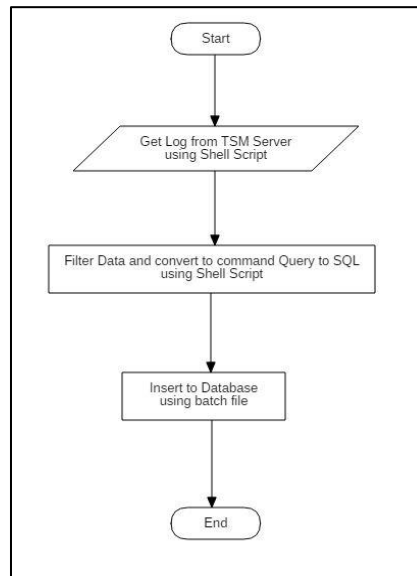 Start
Get Log from TSM Server
using Shell Script
Filter Data and convert to command Query to SQL
using Shell Script
Insert to Database
using batch file
End